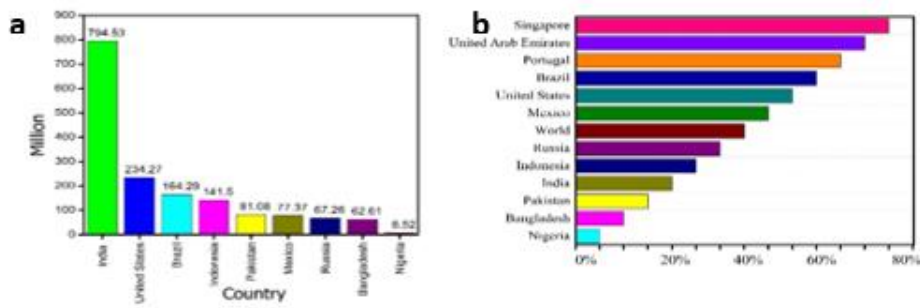 a
900
800
700
600
500
400
300
200
100
0
Million
794.53
234.27
164.29
141.5
81.08
77.37
67.26
62.61
6.52
India
United States
Brazil
Indonesia
Pakistan
Mexico
Russia
Bangladesh
Nigeria
Country
b
Singapore
United Arab Emirates
Portugal
Brazil
United States
Mexico
World
Russia
Indonesia
India
Pakistan
Bangladesh
Nigeria
0% 20% 40% 60% 80%